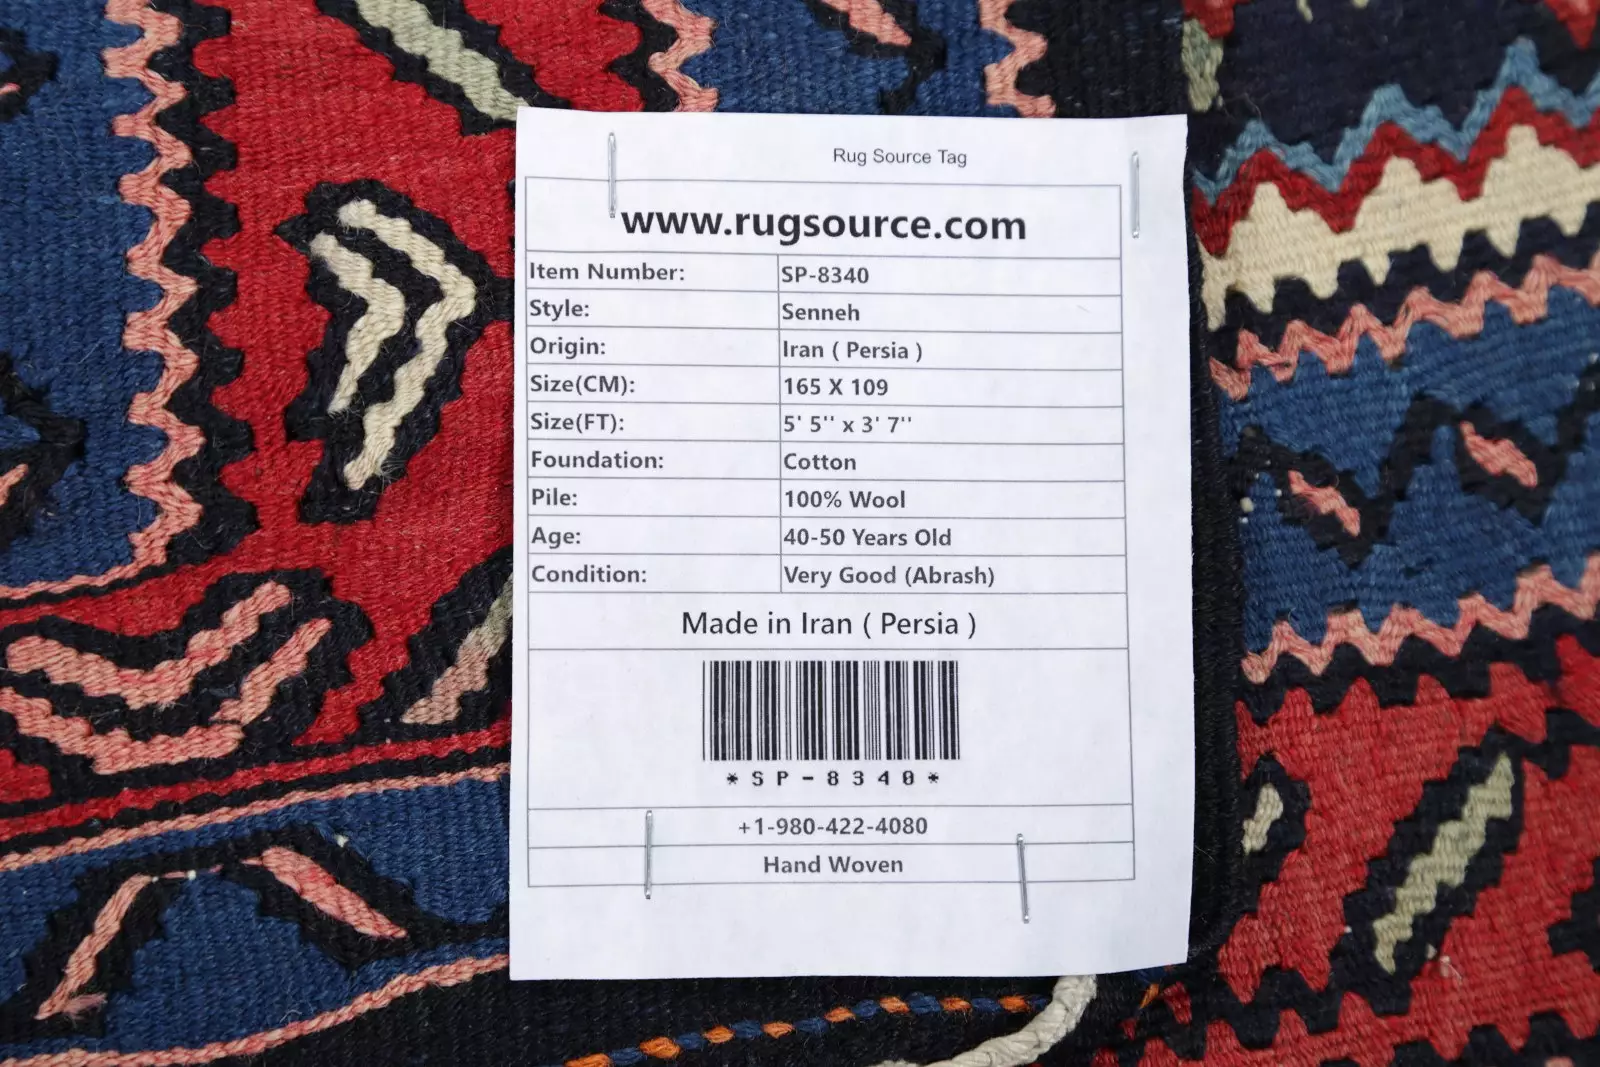 Rug Source Tag
www.rugsource.com
Item Number: SP-8340
Style: Senneh
Origin: Iran ( Persia )
Size(CM): 165 X 109
Size(FT): 5' 5'' x 3' 7''
Foundation: Cotton
Pile: 100% Wool
Age: 40-50 Years Old
Condition: Very Good (Abrash)
Made in Iran ( Persia )
*SP-8340*
+1-980-422-4080
Hand Woven